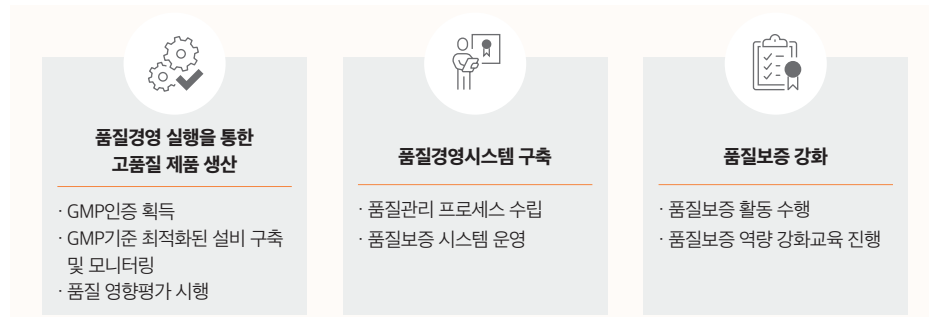 품질경영 실행을 통한
고품질 제품 생산
· GMP인증 획득
· GMP기준 최적화된 설비 구축
및 모니터링
· 품질 영향평가 시행
품질경영시스템 구축
· 품질관리 프로세스 수립
· 품질보증 시스템 운영
품질보증 강화
· 품질보증 활동 수행
· 품질보증 역량 강화교육 진행